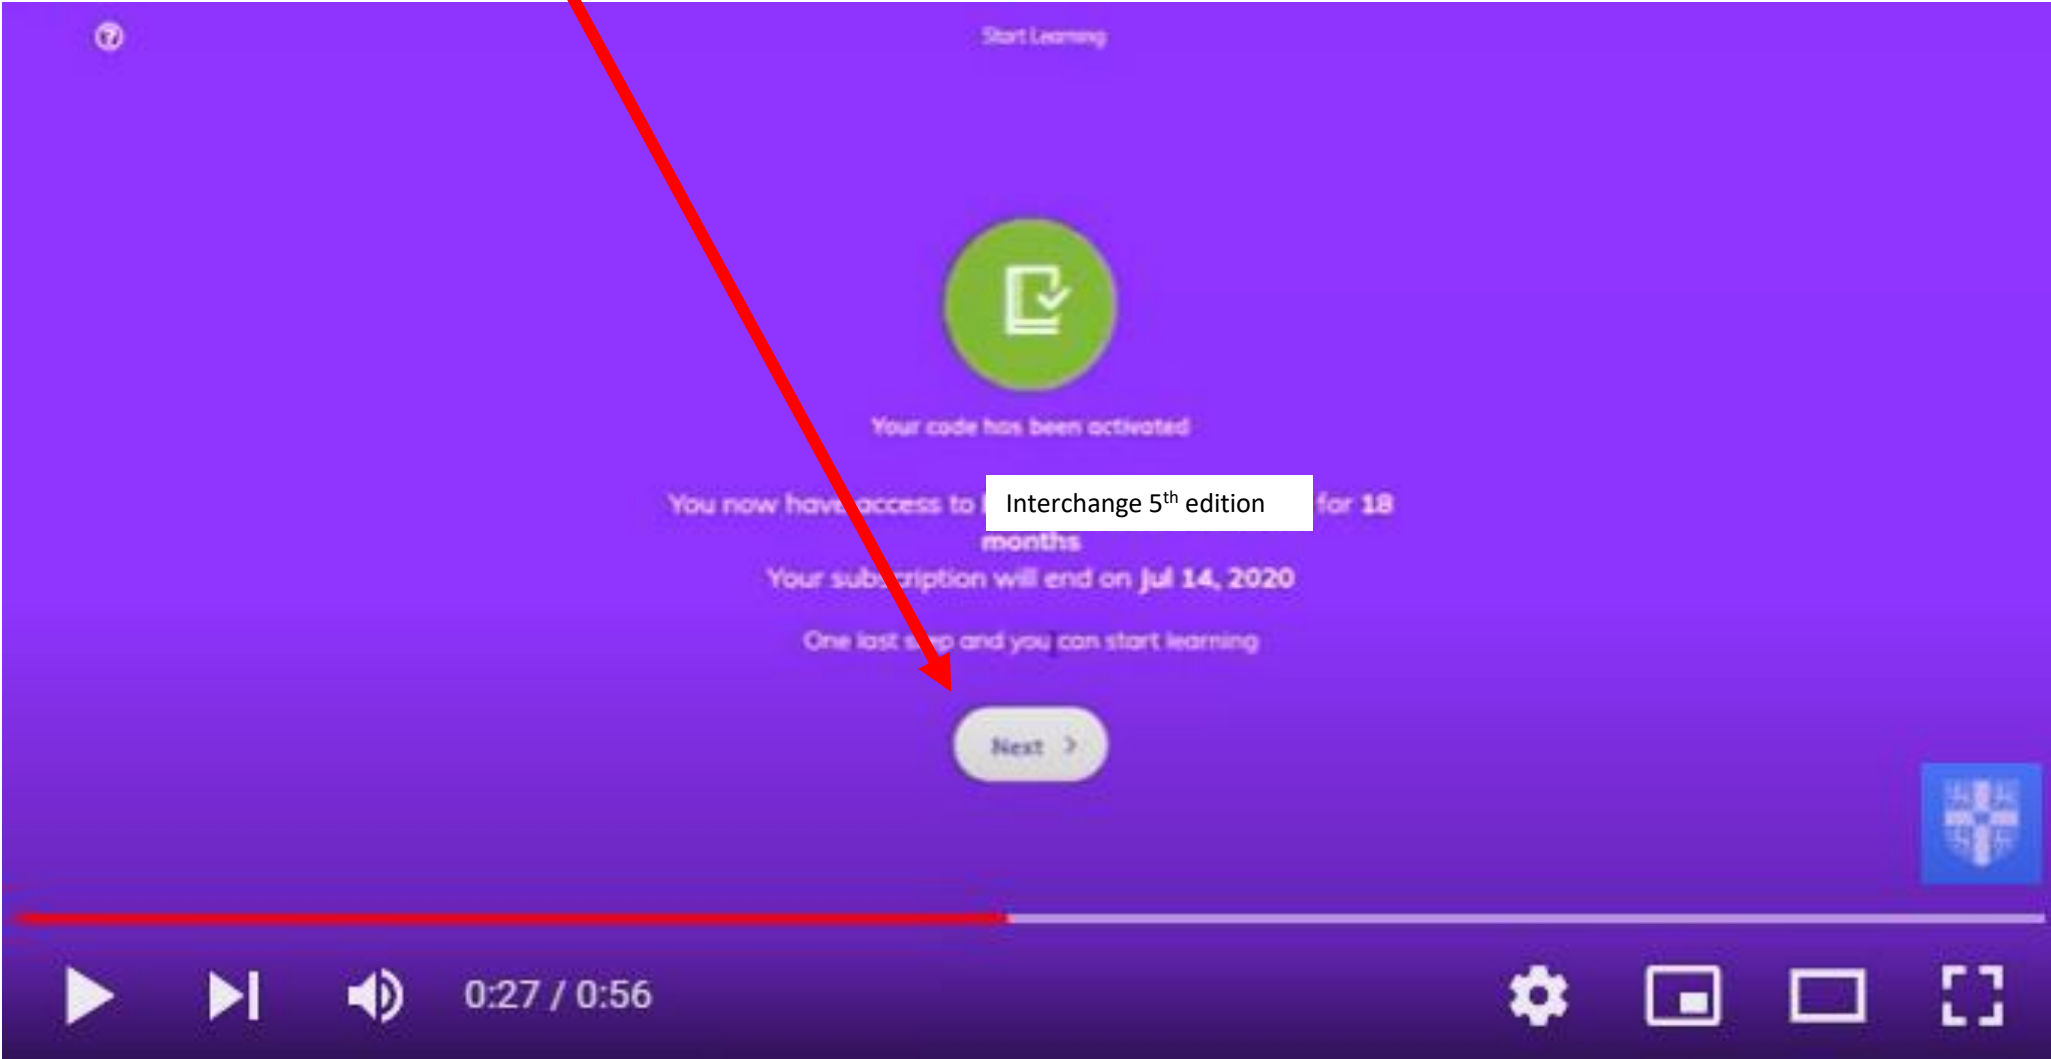 Start Learning
Your code has been activated
You now have access to Interchange 5th edition for 18
months
Your subscription will end on Jul 14, 2020
One last step and you can start learning
Next
0:27 / 0:56